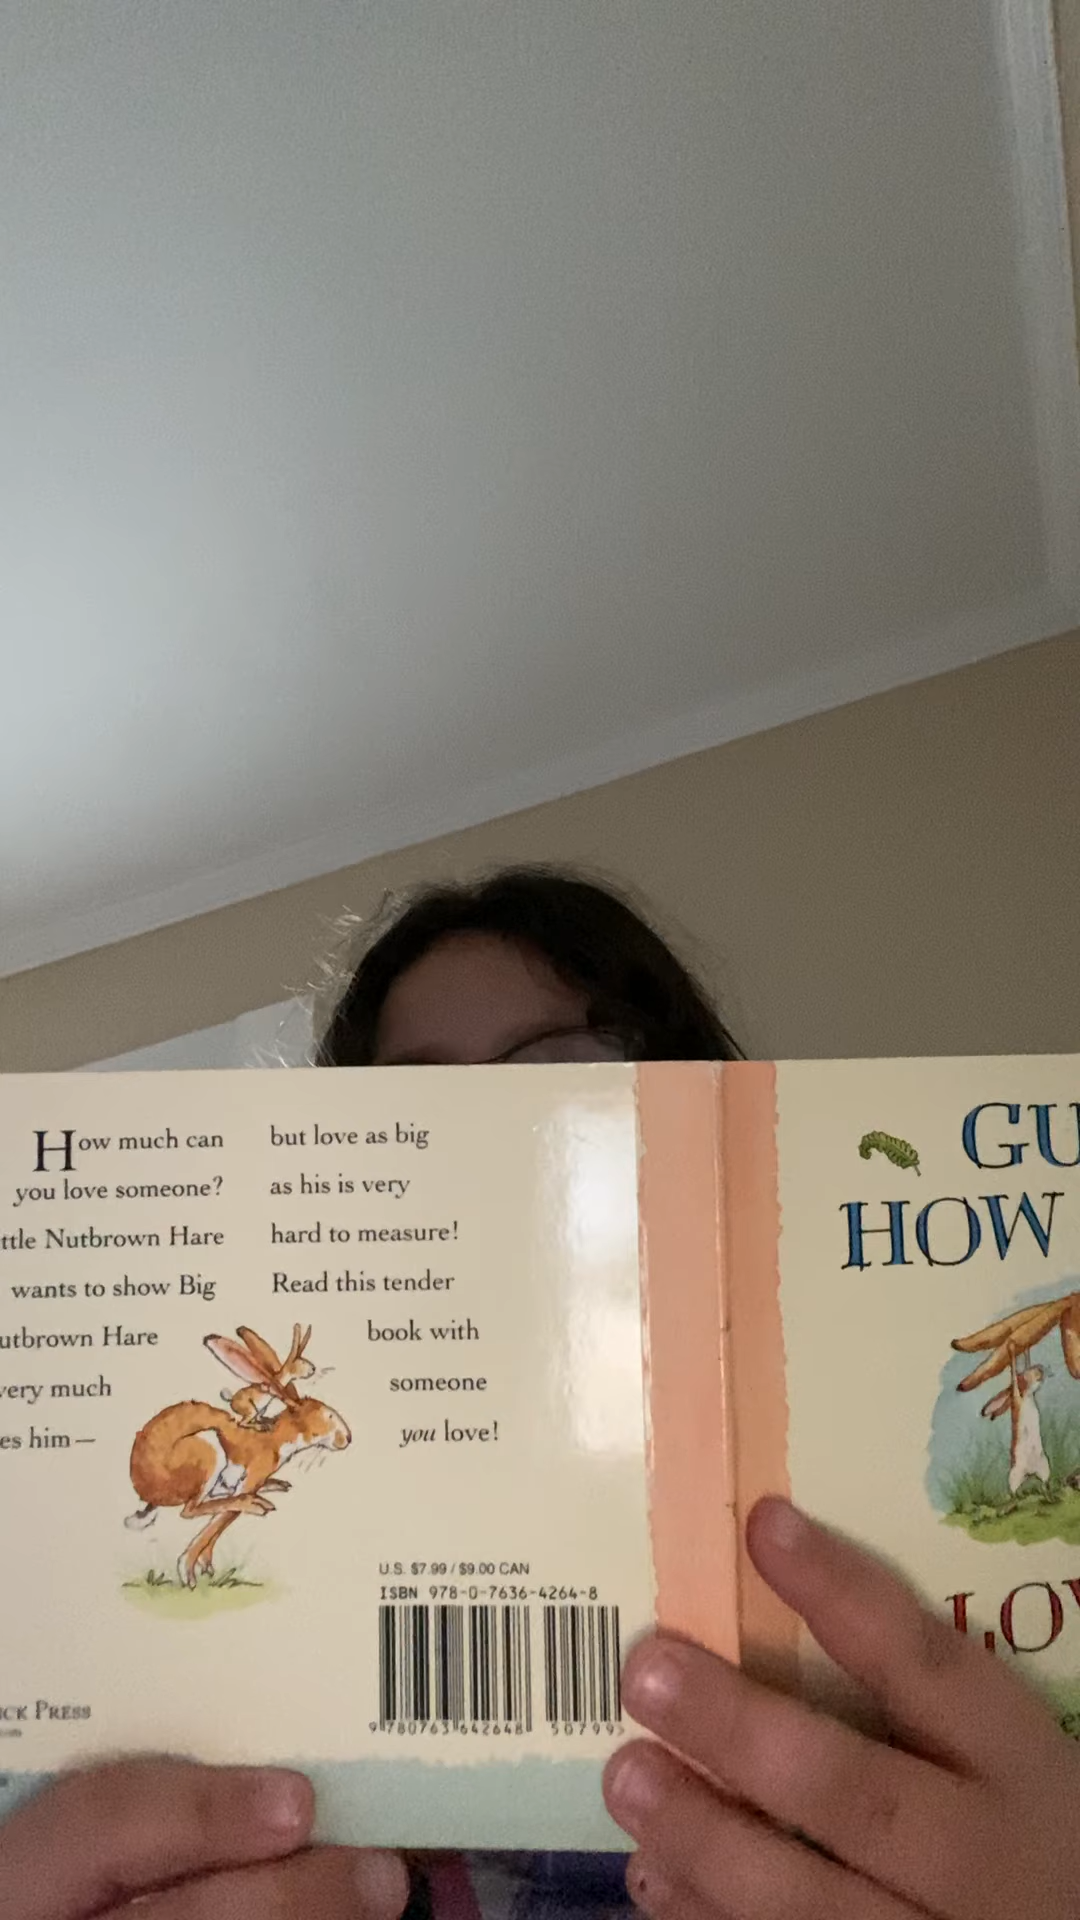 How much can
you love someone?
ttle Nutbrown Hare
wants to show Big
utbrown Hare
very much
es him —
but love as big
as his is very
hard to measure!
Read this tender
book with
someone
you love!
U.S. $7.99 / $9.00 CAN
ISBN 978-0-7636-4264-8
9 780763 642648 50799>
ICK PRESS
GU
HOW
LOV